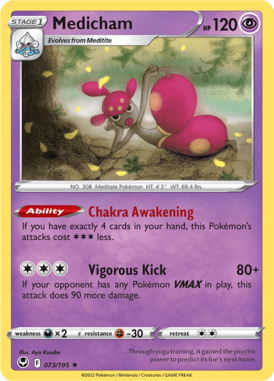 STAGE 1 Medicham HP 120
Evolves from Meditite
NO. 308 Meditate Pokémon HT: 4'3" WT: 69.4 lbs.
Ability Chakra Awakening
If you have exactly 4 cards in your hand, this Pokémon's
attacks cost ✶✶✶ less.
Vigorous Kick 80+
If your opponent has any Pokémon VMAX in play, this
attack does 90 more damage.
weakness ×2 resistance -30 retreat
Illus. Aya Kusube
Through yoga training, it gained the psychic
power to predict its foe's next move.
F 073/195 ★
©2022 Pokémon / Nintendo / Creatures / GAME FREAK